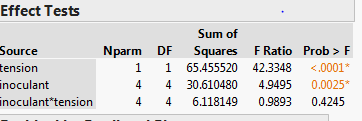 Effect Tests
Sum of
Source Nparm DF Squares F Ratio Prob > F
tension 1 1 65.455520 42.3348 <.0001*
inoculant 4 4 30.610480 4.9495 0.0025*
inoculant*tension 4 4 6.118149 0.9893 0.4245